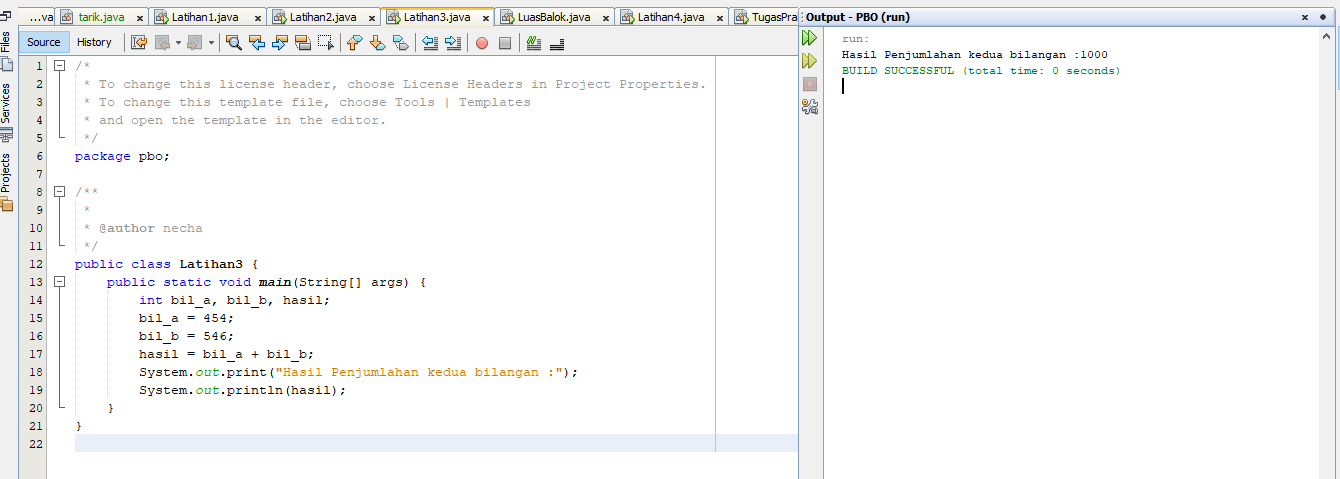 ...va tarik.java Latihan1.java Latihan2.java Latihan3.java LuasBalok.java Latihan4.java TugasPra
Source History
Files
Services
Projects
1 /*
2 * To change this license header, choose License Headers in Project Properties.
3 * To change this template file, choose Tools | Templates
4 * and open the template in the editor.
5 */
6 package pbo;
7
8 /**
9 *
10 * @author necha
11 */
12 public class Latihan3 {
13 public static void main(String[] args) {
14 int bil_a, bil_b, hasil;
15 bil_a = 454;
16 bil_b = 546;
17 hasil = bil_a + bil_b;
18 System.out.print("Hasil Penjumlahan kedua bilangan :");
19 System.out.println(hasil);
20 }
21 }
22
Output - PBO (run)
run:
Hasil Penjumlahan kedua bilangan :1000
BUILD SUCCESSFUL (total time: 0 seconds)